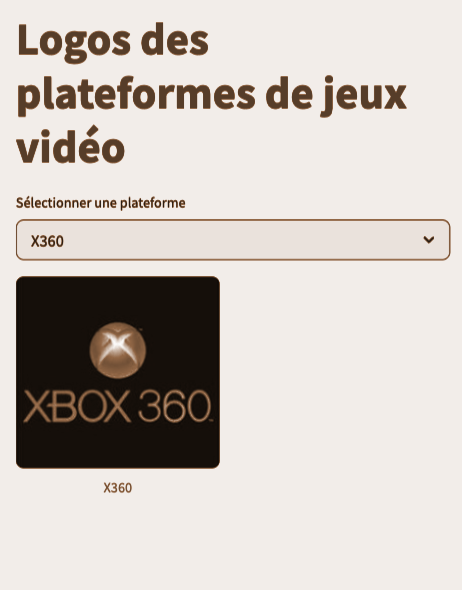 Logos des
plateformes de jeux
vidéo
Sélectionner une plateforme
X360
XBOX 360
X360